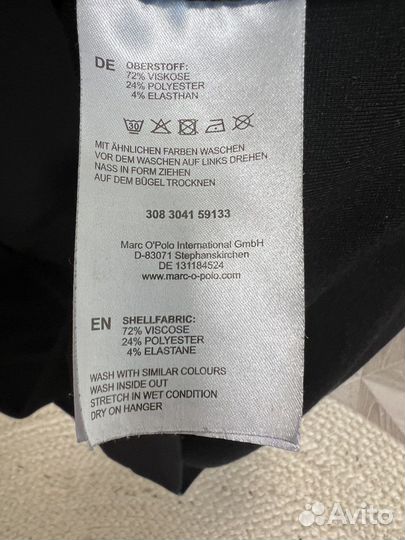 DE OBERSTOFF:
72% VISKOSE
24% POLYESTER
4% ELASTHAN
30
MIT ÄHNLICHEN FARBEN WASCHEN
VOR DEM WASCHEN AUF LINKS DREHEN
NASS IN FORM ZIEHEN
AUF DEM BÜGEL TROCKNEN
308 3041 59133
Marc O'Polo International GmbH
D-83071 Stephanskirchen
DE 131184524
www.marc-o-polo.com
EN SHELLFABRIC:
72% VISCOSE
24% POLYESTER
4% ELASTANE
WASH WITH SIMILAR COLOURS
WASH INSIDE OUT
STRETCH IN WET CONDITION
DRY ON HANGER
Avito